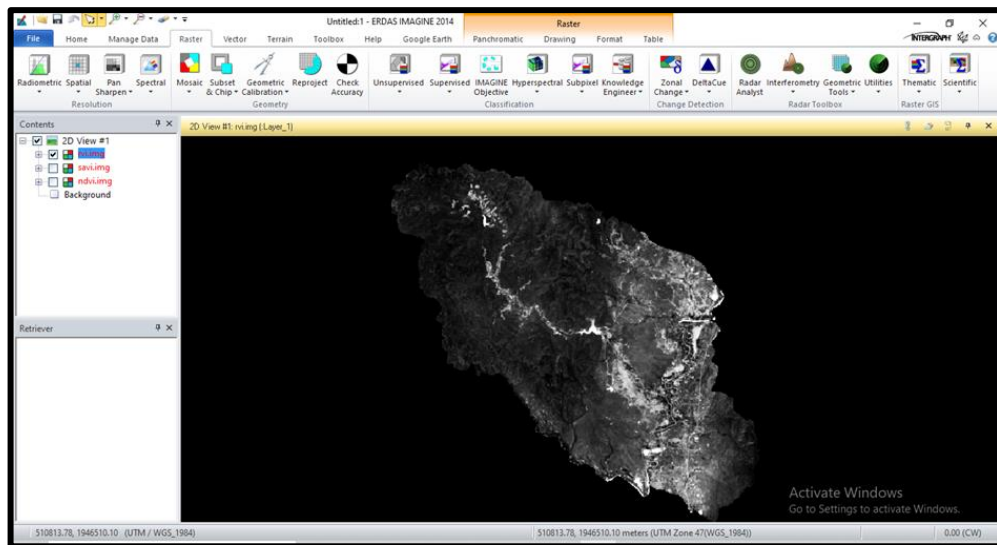 Untitled:1 - ERDAS IMAGINE 2014
Raster
File Home Manage Data Raster Vector Terrain Toolbox Help Google Earth Panchromatic Drawing Format Table
INTERGRAPH
Radiometric Spatial Pan Sharpen Spectral Mosaic Subset & Chip Geometric Calibration Reproject Check Accuracy Unsupervised Supervised IMAGINE Objective Hyperspectral Subpixel Knowledge Engineer Zonal Change DeltaCue Radar Analyst Interferometry Geometric Tools Utilities Thematic Scientific
Resolution Geometry Classification Change Detection Radar Toolbox Raster GIS
Contents
2D View #1: rvi.img (:Layer_1)
2D View #1
rvi.img
savi.img
ndvi.img
Background
Retriever
Activate Windows
Go to Settings to activate Windows.
510813.78, 1946510.10 (UTM / WGS_1984)
510813.78, 1946510.10 meters (UTM Zone 47(WGS_1984))
0.00 (CW)